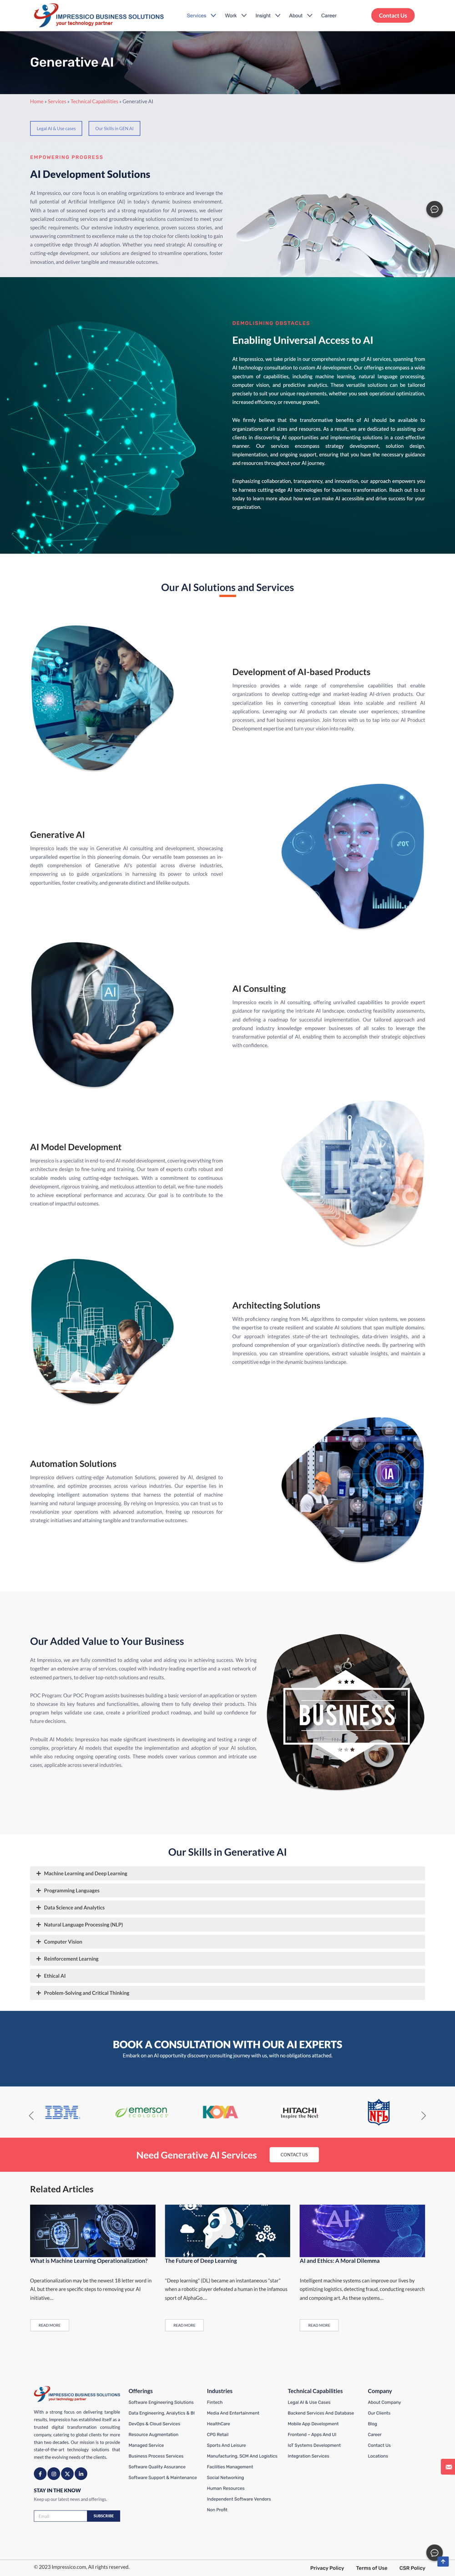 IMPRESSICO BUSINESS SOLUTIONS
your technology partner
Services Work Insight About Career
Contact Us
Generative AI
Home » Services » Technical Capabilities » Generative AI
Legal AI & Use cases
Our Skills in GEN AI
EMPOWERING PROGRESS
AI Development Solutions
At Impressico, our core focus is on enabling organizations to embrace and leverage the
full potential of Artificial Intelligence (AI) in today's dynamic business environment.
With a team of seasoned experts and a strong reputation for AI prowess, we deliver
specialized consulting services and groundbreaking solutions customized to meet your
specific requirements. Our extensive industry experience, proven success stories, and
unwavering commitment to excellence make us the top choice for clients looking to gain
a competitive edge through AI adoption. Whether you need strategic AI consulting or
cutting-edge development, our solutions are designed to streamline operations, foster
innovation, and deliver tangible and measurable outcomes.
DEMOLISHING OBSTACLES
Enabling Universal Access to AI
At Impressico, we take pride in our comprehensive range of AI services, spanning from
AI technology consultation to custom AI development. Our offerings encompass a wide
spectrum of capabilities, including machine learning, natural language processing,
computer vision, and predictive analytics. These versatile solutions can be tailored
precisely to suit your unique requirements, whether you seek operational optimization,
increased efficiency, or revenue growth.
We firmly believe that the transformative benefits of AI should be available to
organizations of all sizes and resources. As a result, we are dedicated to assisting our
clients in discovering AI opportunities and implementing solutions in a cost-effective
manner. Our services encompass strategy development, solution design,
implementation, and ongoing support, ensuring that you have the necessary guidance
and resources throughout your AI journey.
Emphasizing collaboration, transparency, and innovation, our approach empowers you
to harness cutting-edge AI technologies for business transformation. Reach out to us
today to learn more about how we can make AI accessible and drive success for your
organization.
Our AI Solutions and Services
Development of AI-based Products
Impressico provides a wide range of comprehensive capabilities that enable
organizations to develop cutting-edge and market-leading AI-driven products. Our
specialization lies in converting conceptual ideas into scalable and resilient AI
applications. Leveraging our AI products can elevate user experiences, streamline
processes, and fuel business expansion. Join forces with us to tap into our AI Product
Development expertise and turn your vision into reality.
Generative AI
Impressico leads the way in Generative AI consulting and development, showcasing
unparalleled expertise in this pioneering domain. Our versatile team possesses an in-
depth comprehension of Generative AI's potential across diverse industries,
empowering us to guide organizations in harnessing its power to unlock novel
opportunities, foster creativity, and generate distinct and lifelike outputs.
70%
AI
AI Consulting
Impressico excels in AI consulting, offering unrivalled capabilities to provide expert
guidance for navigating the intricate AI landscape, conducting feasibility assessments,
and defining a roadmap for successful implementation. Our tailored approach and
profound industry knowledge empower businesses of all scales to leverage the
transformative potential of AI, enabling them to accomplish their strategic objectives
with confidence.
AI Model Development
Impressico is a specialist in end-to-end AI model development, covering everything from
architecture design to fine-tuning and training. Our team of experts crafts robust and
scalable models using cutting-edge techniques. With a commitment to continuous
development, rigorous training, and meticulous attention to detail, we fine-tune models
to achieve exceptional performance and accuracy. Our goal is to contribute to the
creation of impactful outcomes.
Architecting Solutions
With proficiency ranging from ML algorithms to computer vision systems, we possess
the expertise to create resilient and scalable AI solutions that span multiple domains.
Our approach integrates state-of-the-art technologies, data-driven insights, and a
profound comprehension of your organization's distinctive needs. By partnering with
Impressico, you can streamline operations, extract valuable insights, and maintain a
competitive edge in the dynamic business landscape.
Automation Solutions
Impressico delivers cutting-edge Automation Solutions, powered by AI, designed to
streamline, and optimize processes across various industries. Our expertise lies in
developing intelligent automation systems that harness the potential of machine
learning and natural language processing. By relying on Impressico, you can trust us to
revolutionize your operations with advanced automation, freeing up resources for
strategic initiatives and attaining tangible and transformative outcomes.
IA
Our Added Value to Your Business
At Impressico, we are fully committed to adding value and aiding you in achieving success. We bring
together an extensive array of services, coupled with industry-leading expertise and a vast network of
esteemed partners, to deliver top-notch solutions and results.
POC Program: Our POC Program assists businesses building a basic version of an application or system
to showcase its key features and functionalities, allowing them to fully develop their products. This
program helps validate use case, create a prioritized product roadmap, and build up confidence for
future decisions.
Prebuilt AI Models: Impressico has made significant investments in developing and testing a range of
complex, proprietary AI models that expedite the implementation and adoption of your AI solution,
while also reducing ongoing operating costs. These models cover various common and intricate use
cases, applicable across several industries.
BUSINESS
Our Skills in Generative AI
Machine Learning and Deep Learning
Programming Languages
Data Science and Analytics
Natural Language Processing (NLP)
Computer Vision
Reinforcement Learning
Ethical AI
Problem-Solving and Critical Thinking
BOOK A CONSULTATION WITH OUR AI EXPERTS
Embark on an AI opportunity discovery consulting journey with us, with no obligations attached.
IBM
emerson
ecologics
KOYA
HITACHI
Inspire the Next
NFL
Need Generative AI Services
CONTACT US
Related Articles
AI
What is Machine Learning Operationalization?
Operationalization may be the newest 18 letter word in
AI, but there are specific steps to removing your AI
initiative...
READ MORE
The Future of Deep Learning
"Deep learning" (DL) became an instantaneous "star"
when a robotic player defeated a human in the infamous
sport of AlphaGo....
READ MORE
AI and Ethics: A Moral Dilemma
Intelligent machine systems can improve our lives by
optimizing logistics, detecting fraud, conducting research
and composing art. As these systems...
READ MORE
IMPRESSICO BUSINESS SOLUTIONS
your technology partner
With a strong focus on delivering tangible
results, Impressico has established itself as a
trusted digital transformation consulting
company, catering to global clients for more
than two decades. Our mission is to provide
state-of-the-art technology solutions that
meet the evolving needs of the clients.
STAY IN THE KNOW
Keep up our latest news and offerings.
Email
SUBSCRIBE
Offerings
Software Engineering Solutions
Data Engineering, Analytics & BI
DevOps & Cloud Services
Resource Augmentation
Managed Service
Business Process Services
Software Quality Assurance
Software Support & Maintenance
Industries
Fintech
Media And Entertainment
HealthCare
CPG Retail
Sports And Leisure
Manufacturing, SCM And Logistics
Facilities Management
Social Networking
Human Resources
Independent Software Vendors
Non Profit
Technical Capabilities
Legal AI & Use Cases
Backend Services And Database
Mobile App Development
Frontend - Apps And UI
IoT Systems Development
Integration Services
Company
About Company
Our Clients
Blog
Career
Contact Us
Locations
© 2023 Impressico.com, All rights reserved.
Privacy Policy Terms of Use CSR Policy